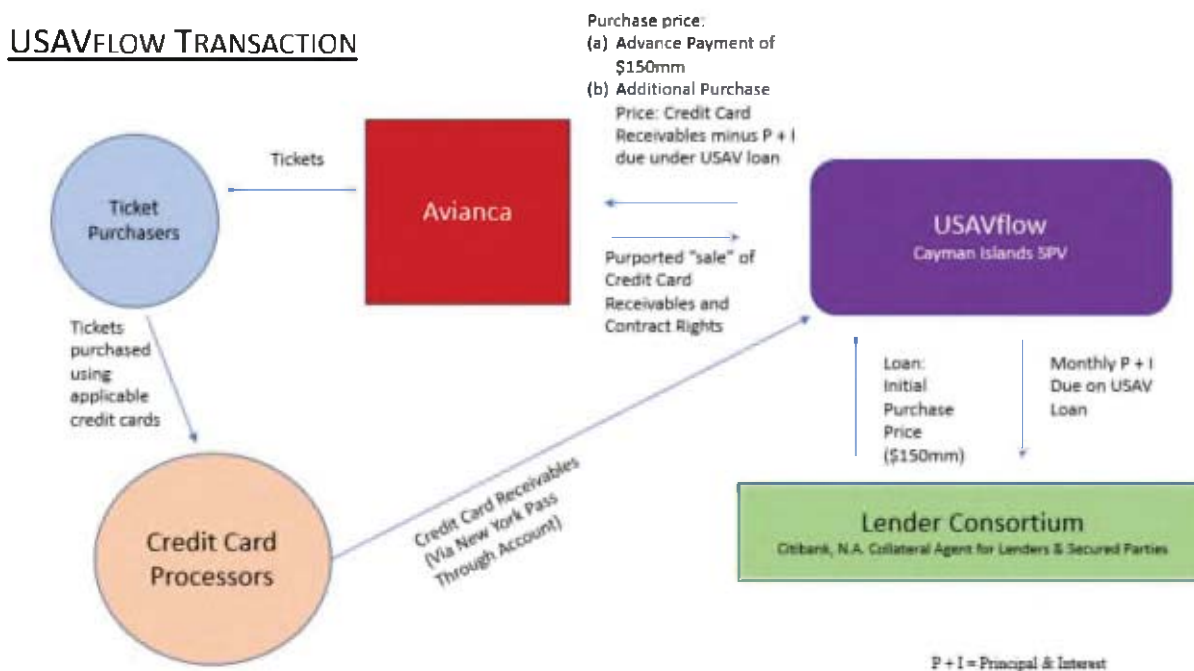 USAVFLOW TRANSACTION
Purchase price:
(a) Advance Payment of
$150mm
(b) Additional Purchase
Price: Credit Card
Receivables minus P + I
due under USAV loan
Ticket
Purchasers
Tickets
Avianca
USAVflow
Cayman Islands SPV
Purported "sale" of
Credit Card
Receivables and
Contract Rights
Tickets
purchased
using
applicable
credit cards
Loan:
Initial
Purchase
Price
($150mm)
Monthly P + I
Due on USAV
Loan
Credit Card
Processors
Credit Card Receivables
(Via New York Pass
Through Account)
Lender Consortium
Citibank, N.A. Collateral Agent for Lenders & Secured Parties
P + I = Principal & Interest